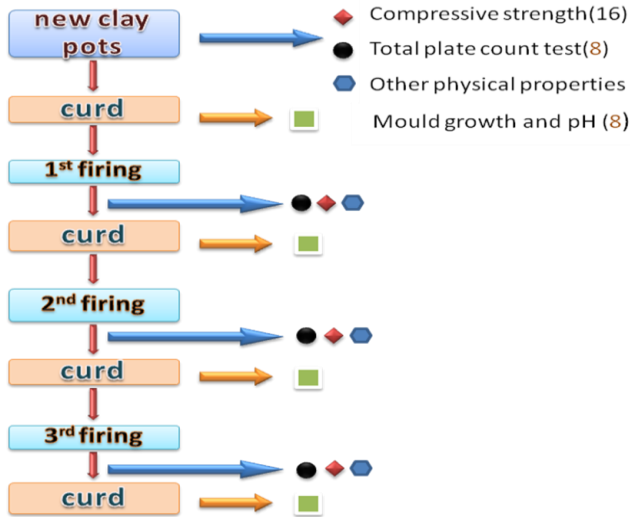 new clay
pots
Compressive strength(16)
Total plate count test(8)
Other physical properties
curd
Mould growth and pH (8)
1st firing
curd
2nd firing
curd
3rd firing
curd